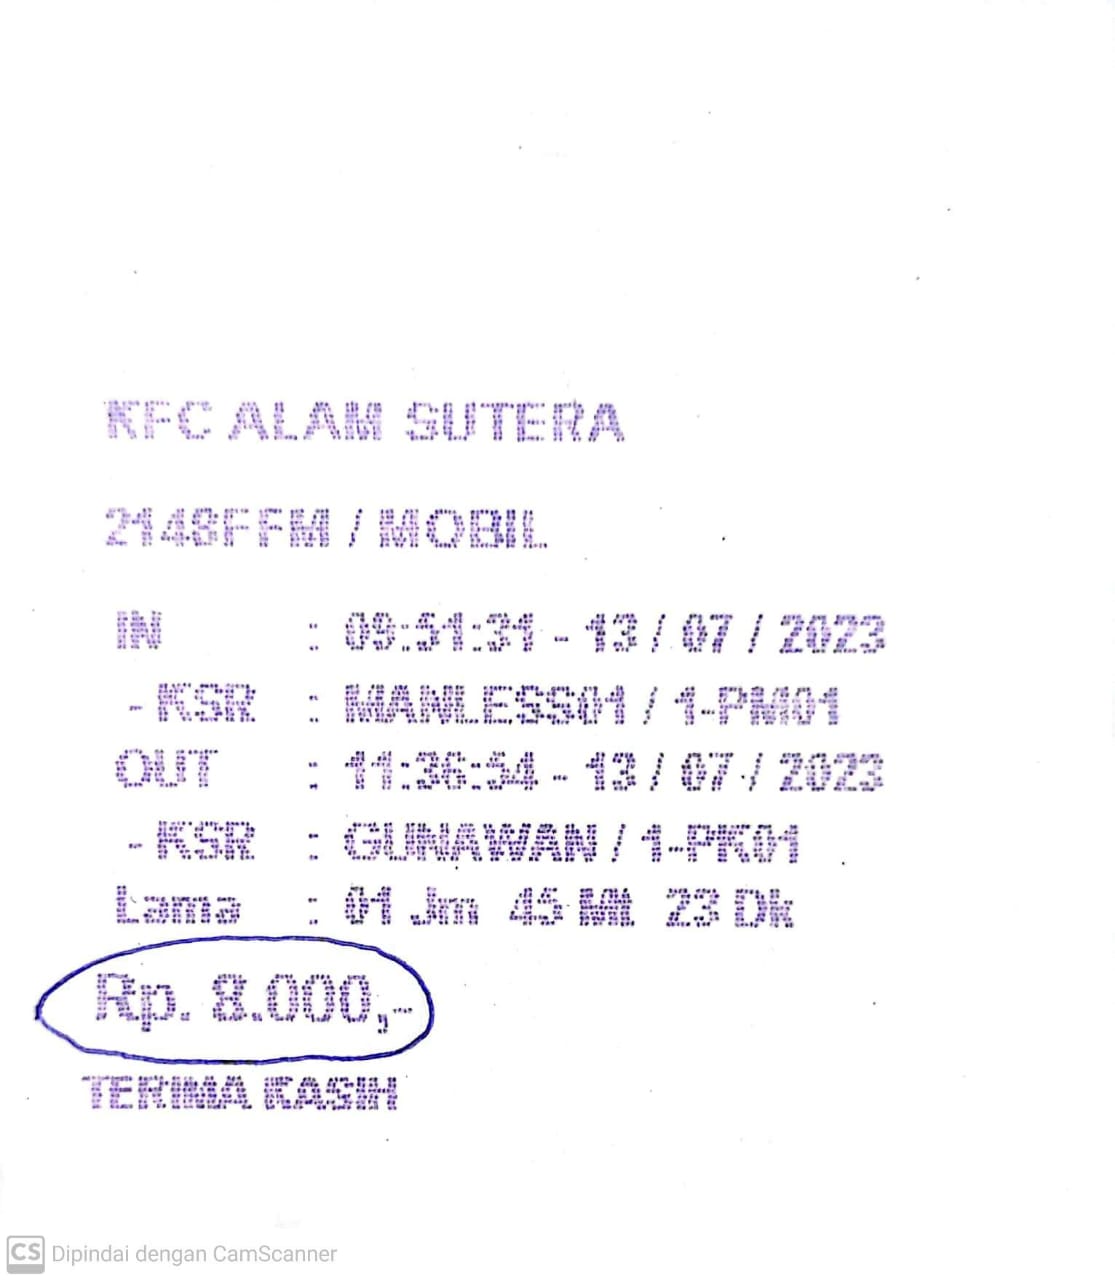 KFC ALAM SUTERA
2148FFM / MOBIL
IN : 09:51:31 - 13 / 07 / 2023
- KSR : MANLESS01 / 1-PM01
OUT : 11:36:54 - 13 / 07 / 2023
- KSR : GUNAWAN / 1-PK01
Lama : 01 Jm 45 Mt 23 Dk
Rp. 8.000,-
TERIMA KASIH
CS Dipindai dengan CamScanner